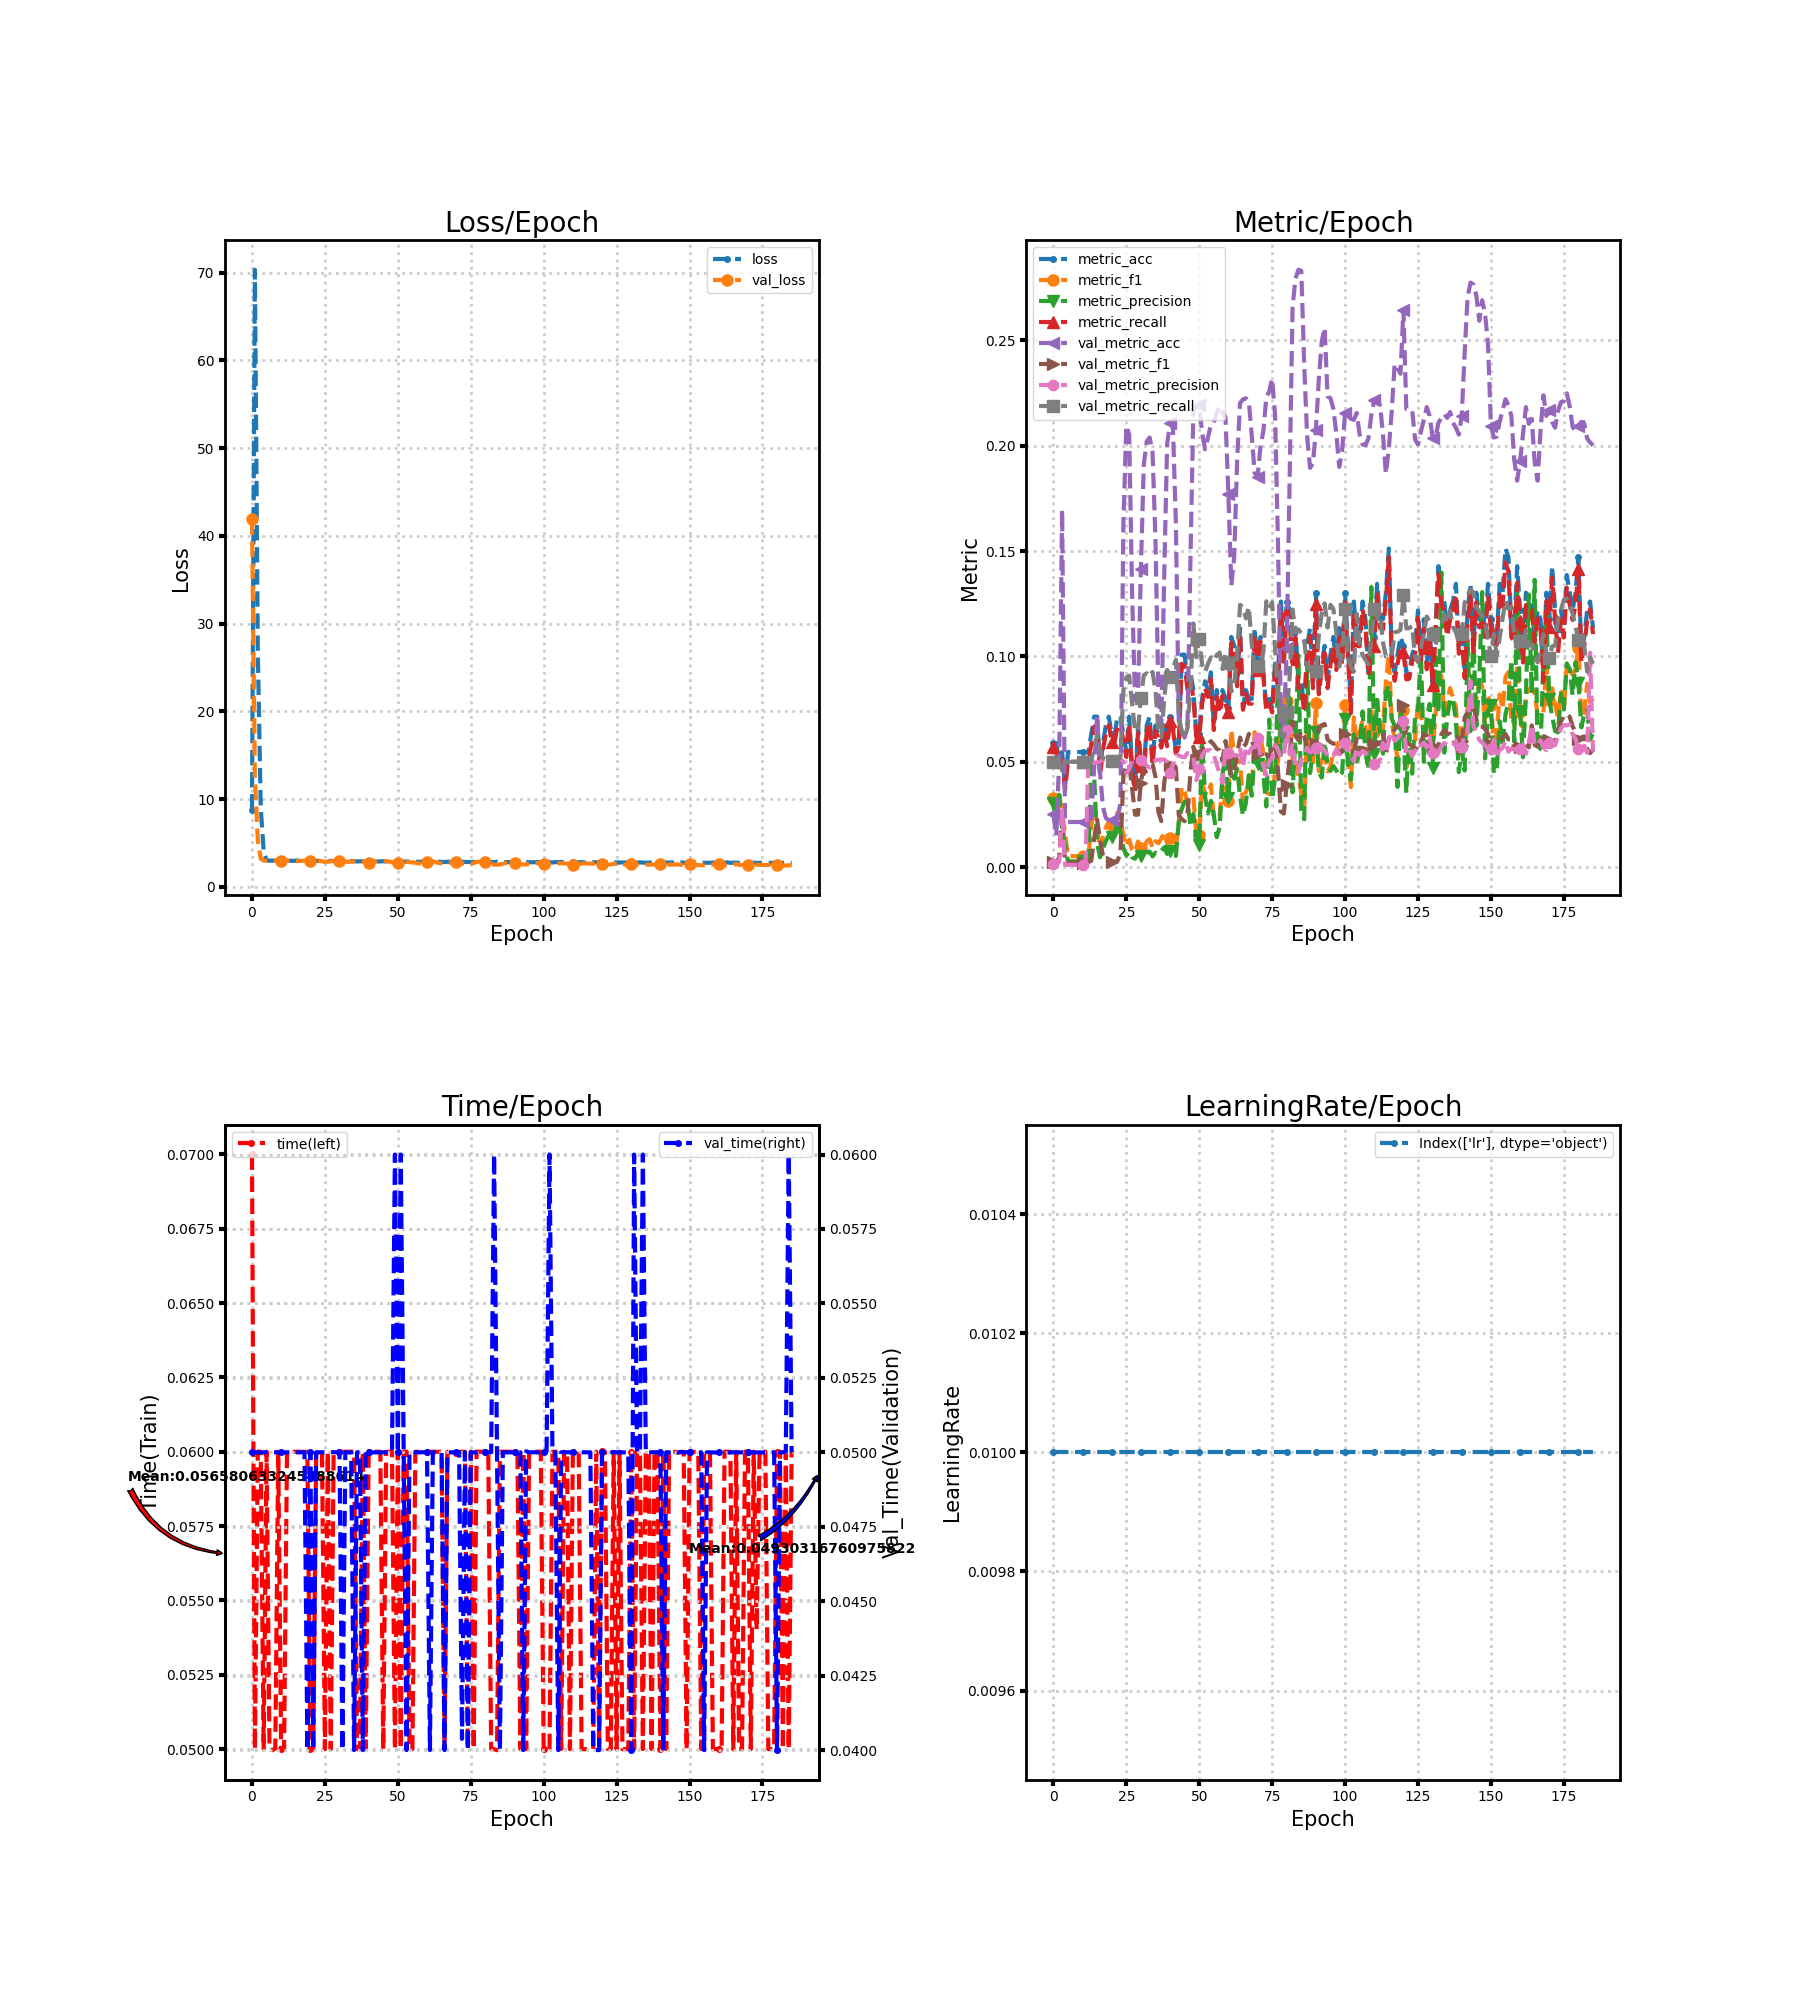 Loss/Epoch
loss
val_loss
70
60
50
40
30
20
10
0
Loss
0 25 50 75 100 125 150 175
Epoch
Metric/Epoch
metric_acc
metric_f1
metric_precision
metric_recall
val_metric_acc
val_metric_f1
val_metric_precision
val_metric_recall
0.25
0.20
0.15
0.10
0.05
0.00
Metric
0 25 50 75 100 125 150 175
Epoch
Time/Epoch
time(left)
val_time(right)
0.0700
0.0675
0.0650
0.0625
0.0600
0.0575
0.0550
0.0525
0.0500
Time(Train)
0.0600
0.0575
0.0550
0.0525
0.0500
0.0475
0.0450
0.0425
0.0400
Val_Time(Validation)
0 25 50 75 100 125 150 175
Epoch
LearningRate/Epoch
Index(['lr'], dtype='object')
0.0104
0.0102
0.0100
0.0098
0.0096
LearningRate
0 25 50 75 100 125 150 175
Epoch